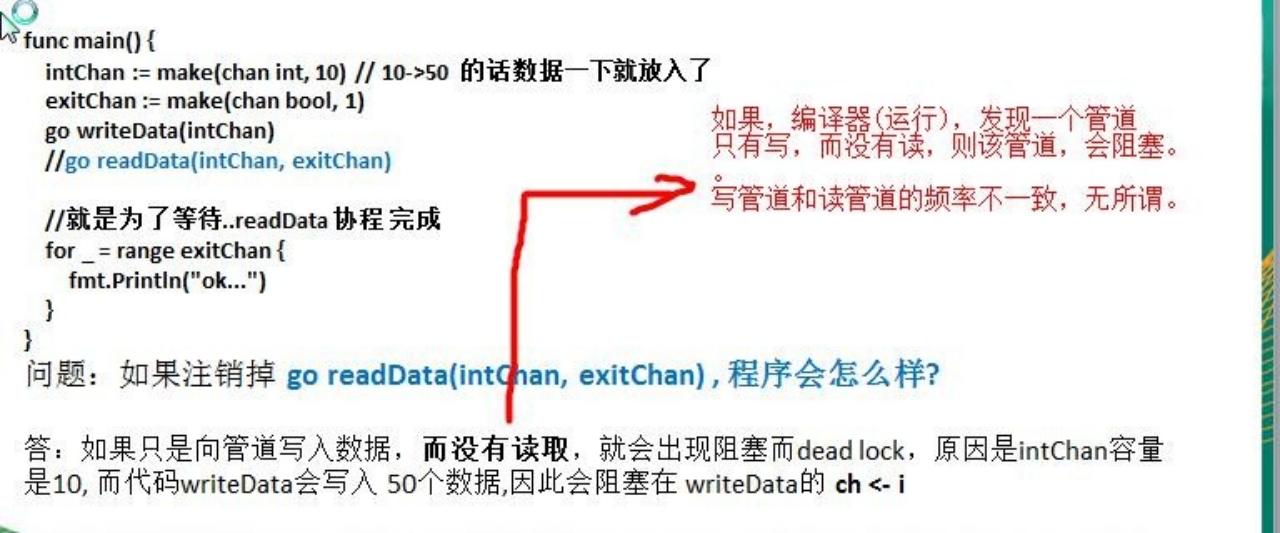 func main() {
intChan := make(chan int, 10) // 10->50 的话数据一下就放入了
exitChan := make(chan bool, 1)
go writeData(intChan)
//go readData(intChan, exitChan)
如果，编译器(运行)，发现一个管道
只有写，而没有读，则该管道，会阻塞。
。
写管道和读管道的频率不一致，无所谓。
//就是为了等待..readData 协程 完成
for _ = range exitChan {
fmt.Println("ok...")
}
}
问题：如果注销掉 go readData(intChan, exitChan) , 程序会怎么样?
答：如果只是向管道写入数据，而没有读取，就会出现阻塞而dead lock，原因是intChan容量
是10, 而代码writeData会写入 50个数据,因此会阻塞在 writeData的 ch <- i